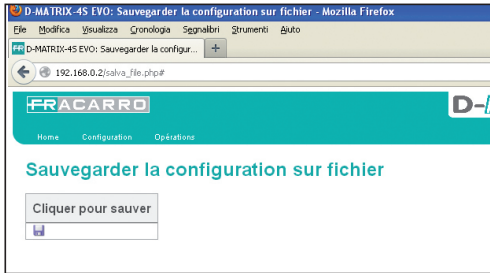 D-MATRIX-4S EVO: Sauvegarder la configuration sur fichier - Mozilla Firefox
File Modifica Visualizza Cronologia Segnalibri Strumenti Aiuto
FR D-MATRIX-4S EVO: Sauvegarder la configur... +
192.168.0.2/salva_file.php#
FRACARRO
D-
Home Configuration Opérations
Sauvegarder la configuration sur fichier
Cliquer pour sauver